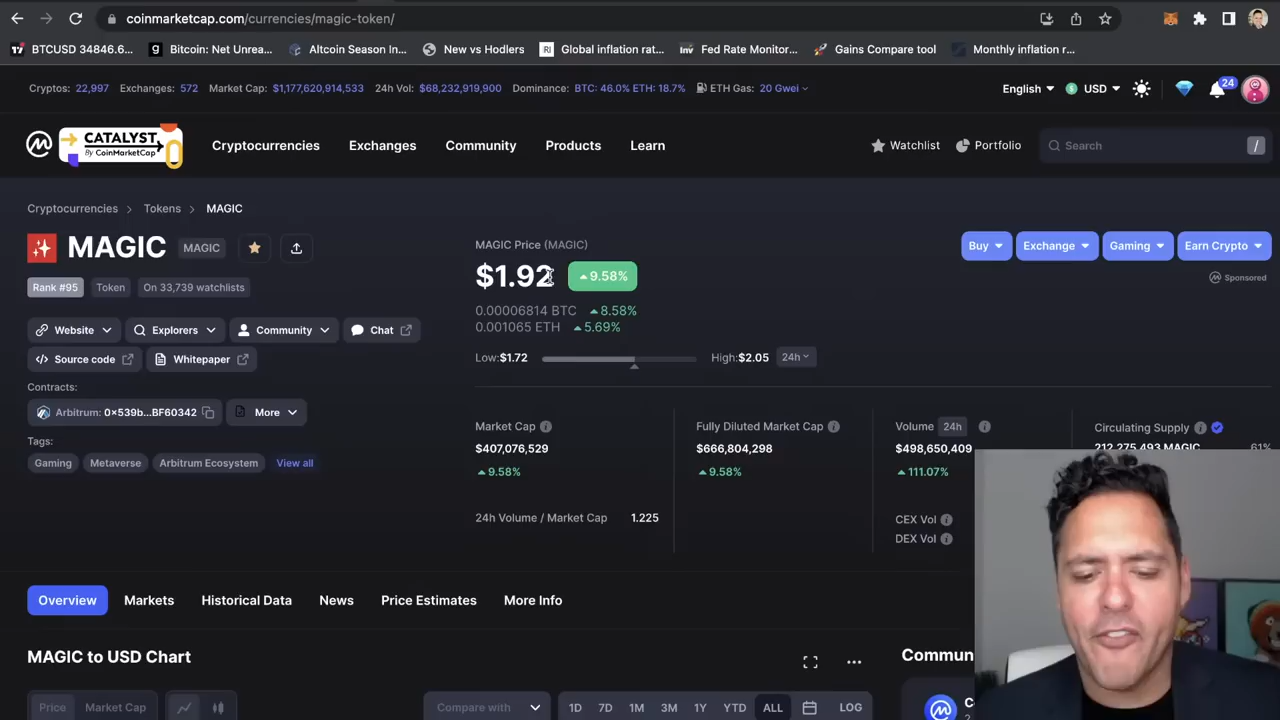 coinmarketcap.com/currencies/magic-token/
BTCUSD 34846.6... Bitcoin: Net Unrea... Altcoin Season In... New vs Hodlers Global inflation rat... Fed Rate Monitor... Gains Compare tool Monthly inflation r...
Cryptos: 22,997 Exchanges: 572 Market Cap: $1,177,620,914,533 24h Vol: $68,232,919,900 Dominance: BTC: 46.0% ETH: 18.7% ETH Gas: 20 Gwei English USD 24
CATALYST
By CoinMarketCap
Cryptocurrencies Exchanges Community Products Learn Watchlist Portfolio Search /
Cryptocurrencies > Tokens > MAGIC
MAGIC MAGIC
Rank #95 Token On 33,739 watchlists
Website Explorers Community Chat
Source code Whitepaper
Contracts:
Arbitrum: 0x539b...BF60342 More
Tags:
Gaming Metaverse Arbitrum Ecosystem View all
MAGIC Price (MAGIC)
$1.92 9.58%
0.00006814 BTC 8.58%
0.001065 ETH 5.69%
Low:$1.72 High:$2.05 24h
Buy Exchange Gaming Earn Crypto
Sponsored
Market Cap
$407,076,529
9.58%
24h Volume / Market Cap 1.225
Fully Diluted Market Cap
$666,804,298
9.58%
Volume 24h
$498,650,409
111.07%
CEX Vol
DEX Vol
Circulating Supply
212,275,493 MAGIC 61%
Overview Markets Historical Data News Price Estimates More Info
MAGIC to USD Chart
Price Market Cap Compare with 1D 7D 1M 3M 1Y YTD ALL LOG
Commun